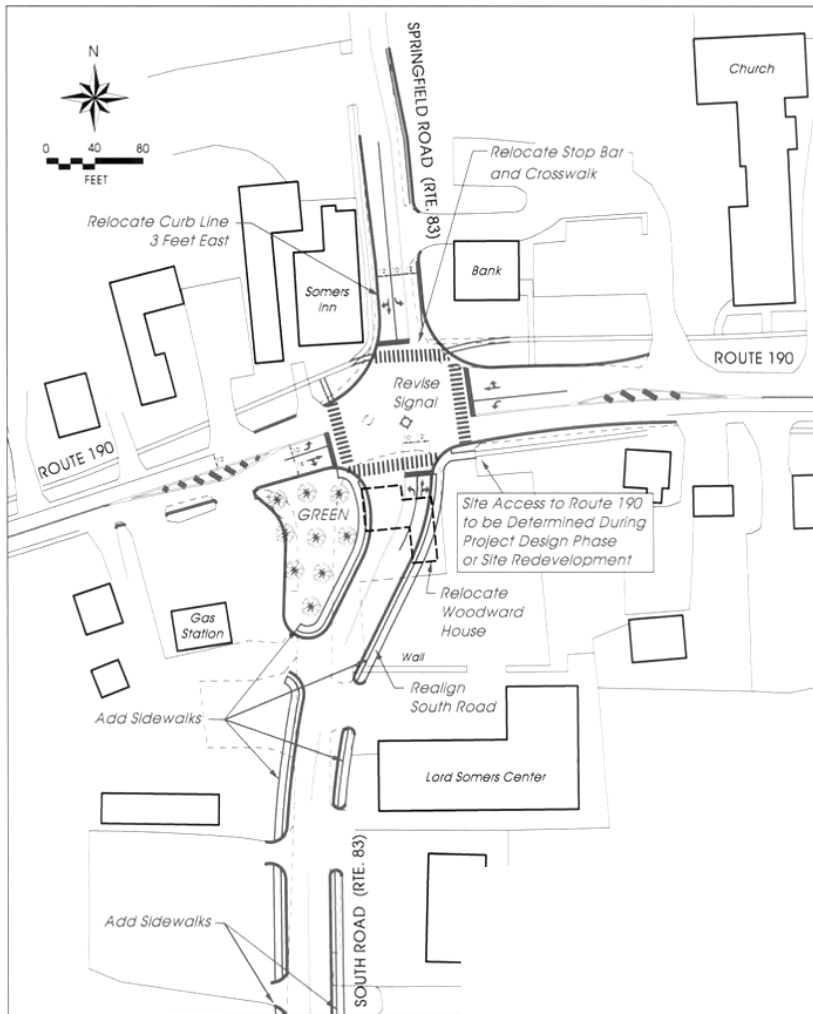 N
0 40 80
FEET
SPRINGFIELD ROAD (RTE. 83)
Church
Relocate Stop Bar
and Crosswalk
Relocate Curb Line
3 Feet East
Somers
Inn
Bank
ROUTE 190
Revise
Signal
ROUTE 190
GREEN
Site Access to Route 190
to be Determined During
Project Design Phase
or Site Redevelopment
Relocate
Woodward
House
Gas
Station
Wall
Realign
South Road
Add Sidewalks
Lord Somers Center
Add Sidewalks
SOUTH ROAD (RTE. 83)